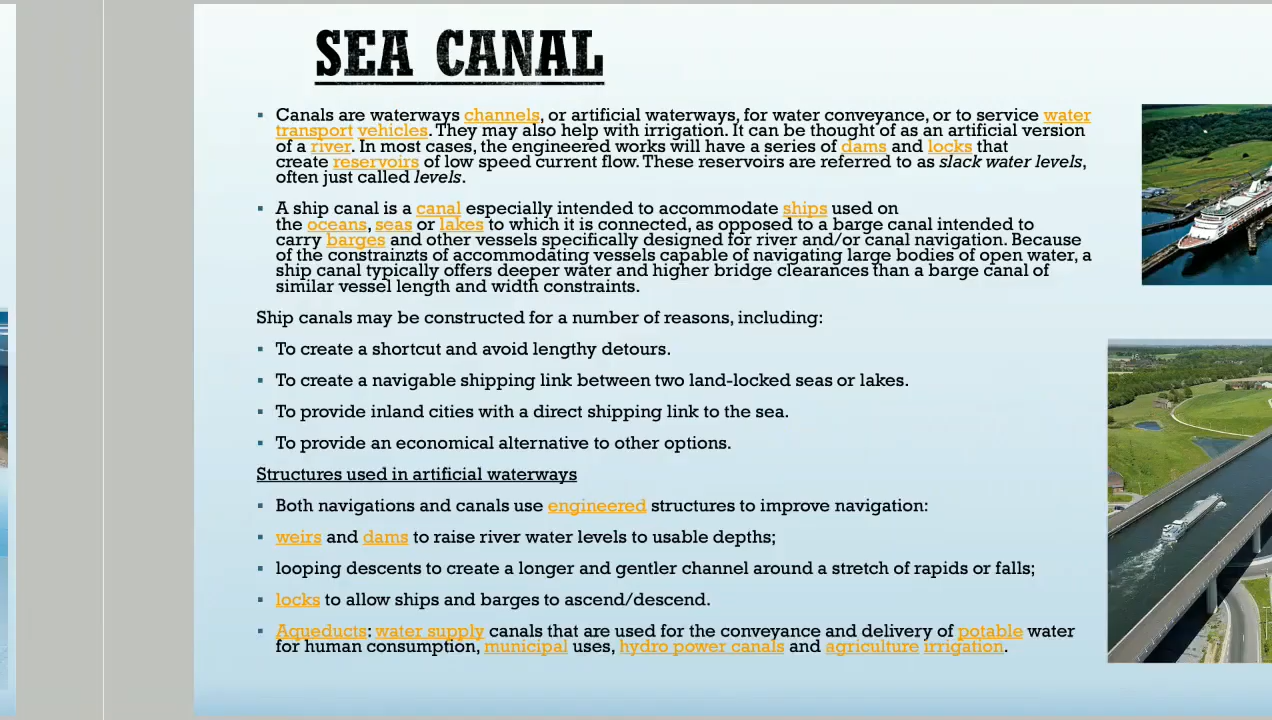 SEA CANAL
▪ Canals are waterways channels, or artificial waterways, for water conveyance, or to service water
transport vehicles. They may also help with irrigation. It can be thought of as an artificial version
of a river. In most cases, the engineered works will have a series of dams and locks that
create reservoirs of low speed current flow. These reservoirs are referred to as slack water levels,
often just called levels.
▪ A ship canal is a canal especially intended to accommodate ships used on
the oceans, seas or lakes to which it is connected, as opposed to a barge canal intended to
carry barges and other vessels specifically designed for river and/or canal navigation. Because
of the constrainzts of accommodating vessels capable of navigating large bodies of open water, a
ship canal typically offers deeper water and higher bridge clearances than a barge canal of
similar vessel length and width constraints.
Ship canals may be constructed for a number of reasons, including:
▪ To create a shortcut and avoid lengthy detours.
▪ To create a navigable shipping link between two land-locked seas or lakes.
▪ To provide inland cities with a direct shipping link to the sea.
▪ To provide an economical alternative to other options.
Structures used in artificial waterways
▪ Both navigations and canals use engineered structures to improve navigation:
▪ weirs and dams to raise river water levels to usable depths;
▪ looping descents to create a longer and gentler channel around a stretch of rapids or falls;
▪ locks to allow ships and barges to ascend/descend.
▪ Aqueducts: water supply canals that are used for the conveyance and delivery of potable water
for human consumption, municipal uses, hydro power canals and agriculture irrigation.